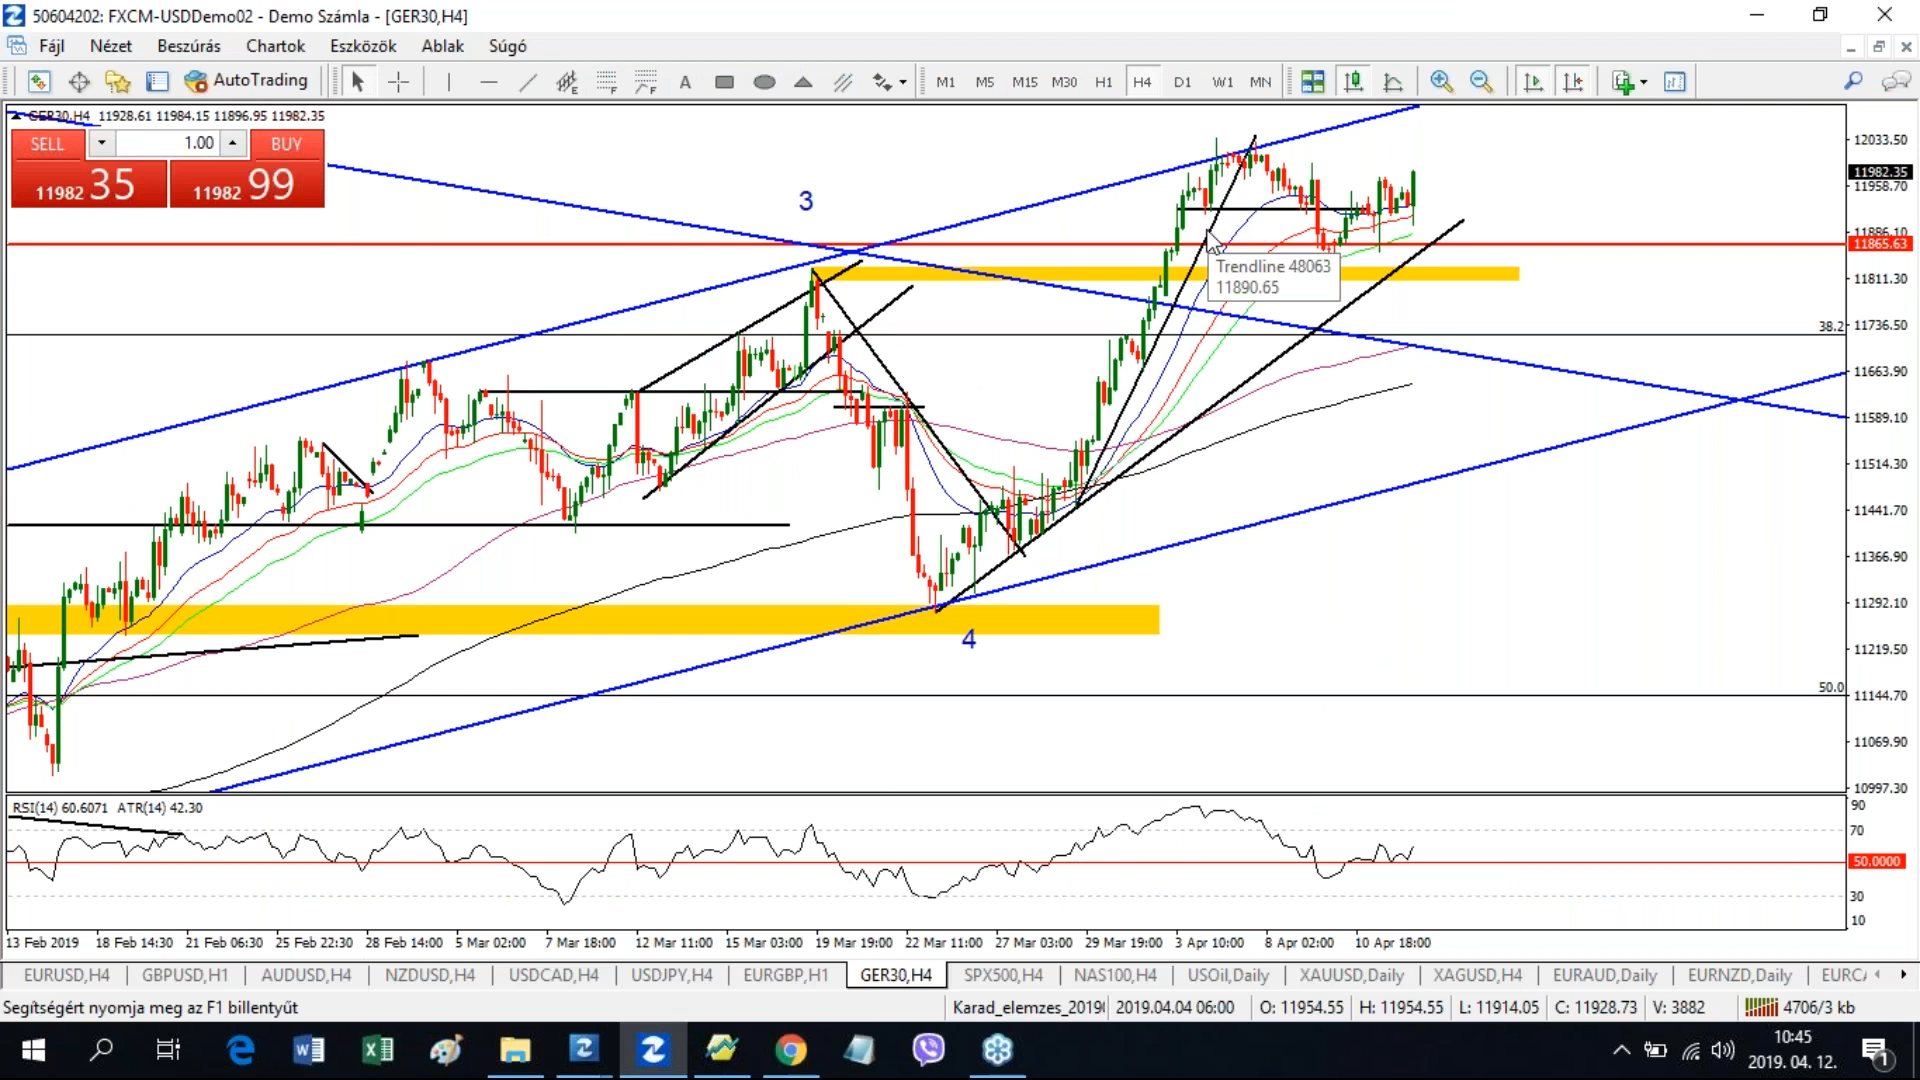 50604202: FXCM-USDDemo02 - Demo Számla - [GER30,H4]
Fájl Nézet Beszúrás Chartok Eszközök Ablak Súgó
AutoTrading A M1 M5 M15 M30 H1 H4 D1 W1 MN
GER30,H4 11928.61 11984.15 11896.95 11982.35
SELL 1.00 BUY
11982 35 11982 99
3
4
Trendline 48063
11890.65
12033.50
11982.35
11958.70
11886.10
11865.63
11811.30
38.2
11736.50
11663.90
11589.10
11514.30
11441.70
11366.90
11292.10
11219.50
50.0
11144.70
11069.90
10997.30
RSI(14) 60.6071 ATR(14) 42.30
90
70
50.0000
30
10
13 Feb 2019 18 Feb 14:30 21 Feb 06:30 25 Feb 22:30 28 Feb 14:00 5 Mar 02:00 7 Mar 18:00 12 Mar 11:00 15 Mar 03:00 19 Mar 19:00 22 Mar 11:00 27 Mar 03:00 29 Mar 19:00 3 Apr 10:00 8 Apr 02:00 10 Apr 18:00
EURUSD,H4 GBPUSD,H1 AUDUSD,H4 NZDUSD,H4 USDCAD,H4 USDJPY,H4 EURGBP,H1 GER30,H4 SPX500,H4 NAS100,H4 USOil,Daily XAUUSD,Daily XAGUSD,H4 EURAUD,Daily EURNZD,Daily
Segítségért nyomja meg az F1 billentyűt Karad_elemzes_2019 2019.04.04 06:00 O: 11954.55 H: 11954.55 L: 11914.05 C: 11928.73 V: 3882 4706/3 kb
10:45
2019. 04. 12.
1